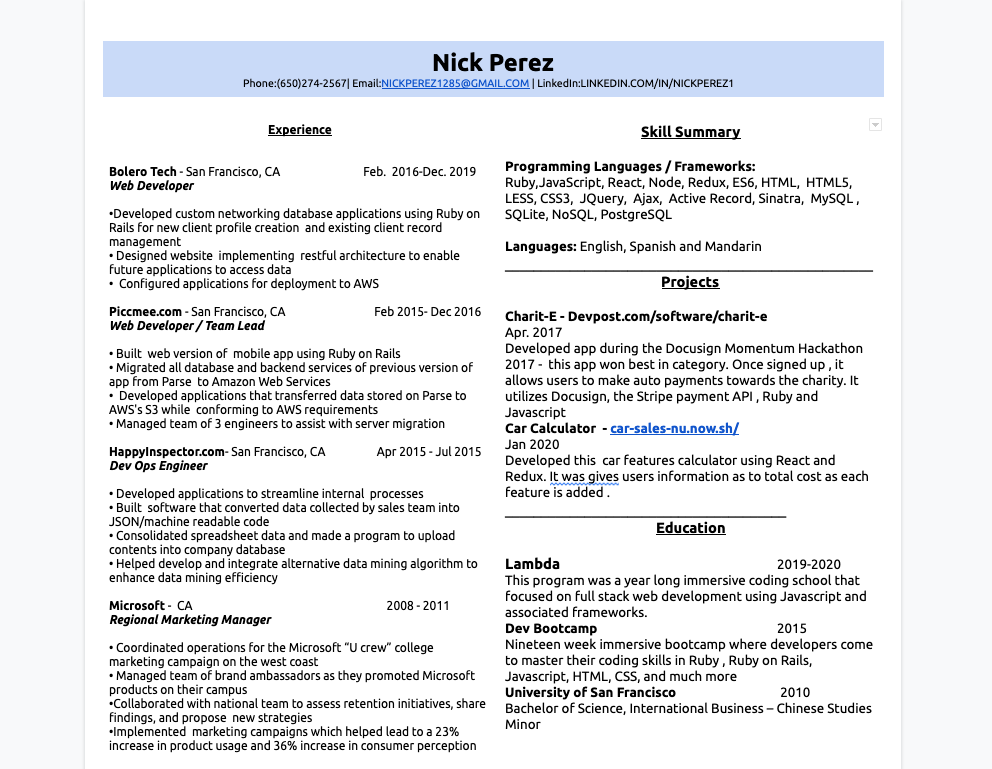 Nick Perez
Phone:(650)274-2567| Email:NICKPEREZ1285@GMAIL.COM | LinkedIn:LINKEDIN.COM/IN/NICKPEREZ1
Experience
Bolero Tech - San Francisco, CA Feb. 2016-Dec. 2019
Web Developer
•Developed custom networking database applications using Ruby on
Rails for new client profile creation and existing client record
management
• Designed website implementing restful architecture to enable
future applications to access data
• Configured applications for deployment to AWS
Piccmee.com - San Francisco, CA Feb 2015- Dec 2016
Web Developer / Team Lead
• Built web version of mobile app using Ruby on Rails
• Migrated all database and backend services of previous version of
app from Parse to Amazon Web Services
• Developed applications that transferred data stored on Parse to
AWS's S3 while conforming to AWS requirements
• Managed team of 3 engineers to assist with server migration
HappyInspector.com- San Francisco, CA Apr 2015 - Jul 2015
Dev Ops Engineer
• Developed applications to streamline internal processes
• Built software that converted data collected by sales team into
JSON/machine readable code
• Consolidated spreadsheet data and made a program to upload
contents into company database
• Helped develop and integrate alternative data mining algorithm to
enhance data mining efficiency
Microsoft - CA 2008 - 2011
Regional Marketing Manager
• Coordinated operations for the Microsoft “U crew” college
marketing campaign on the west coast
• Managed team of brand ambassadors as they promoted Microsoft
products on their campus
•Collaborated with national team to assess retention initiatives, share
findings, and propose new strategies
•Implemented marketing campaigns which helped lead to a 23%
increase in product usage and 36% increase in consumer perception
Skill Summary
Programming Languages / Frameworks:
Ruby,JavaScript, React, Node, Redux, ES6, HTML, HTML5,
LESS, CSS3, JQuery, Ajax, Active Record, Sinatra, MySQL ,
SQLite, NoSQL, PostgreSQL
Languages: English, Spanish and Mandarin
Projects
Charit-E - Devpost.com/software/charit-e
Apr. 2017
Developed app during the Docusign Momentum Hackathon
2017 - this app won best in category. Once signed up , it
allows users to make auto payments towards the charity. It
utilizes Docusign, the Stripe payment API , Ruby and
Javascript
Car Calculator - car-sales-nu.now.sh/
Jan 2020
Developed this car features calculator using React and
Redux. It was gives users information as to total cost as each
feature is added .
Education
Lambda 2019-2020
This program was a year long immersive coding school that
focused on full stack web development using Javascript and
associated frameworks.
Dev Bootcamp 2015
Nineteen week immersive bootcamp where developers come
to master their coding skills in Ruby , Ruby on Rails,
Javascript, HTML, CSS, and much more
University of San Francisco 2010
Bachelor of Science, International Business – Chinese Studies
Minor